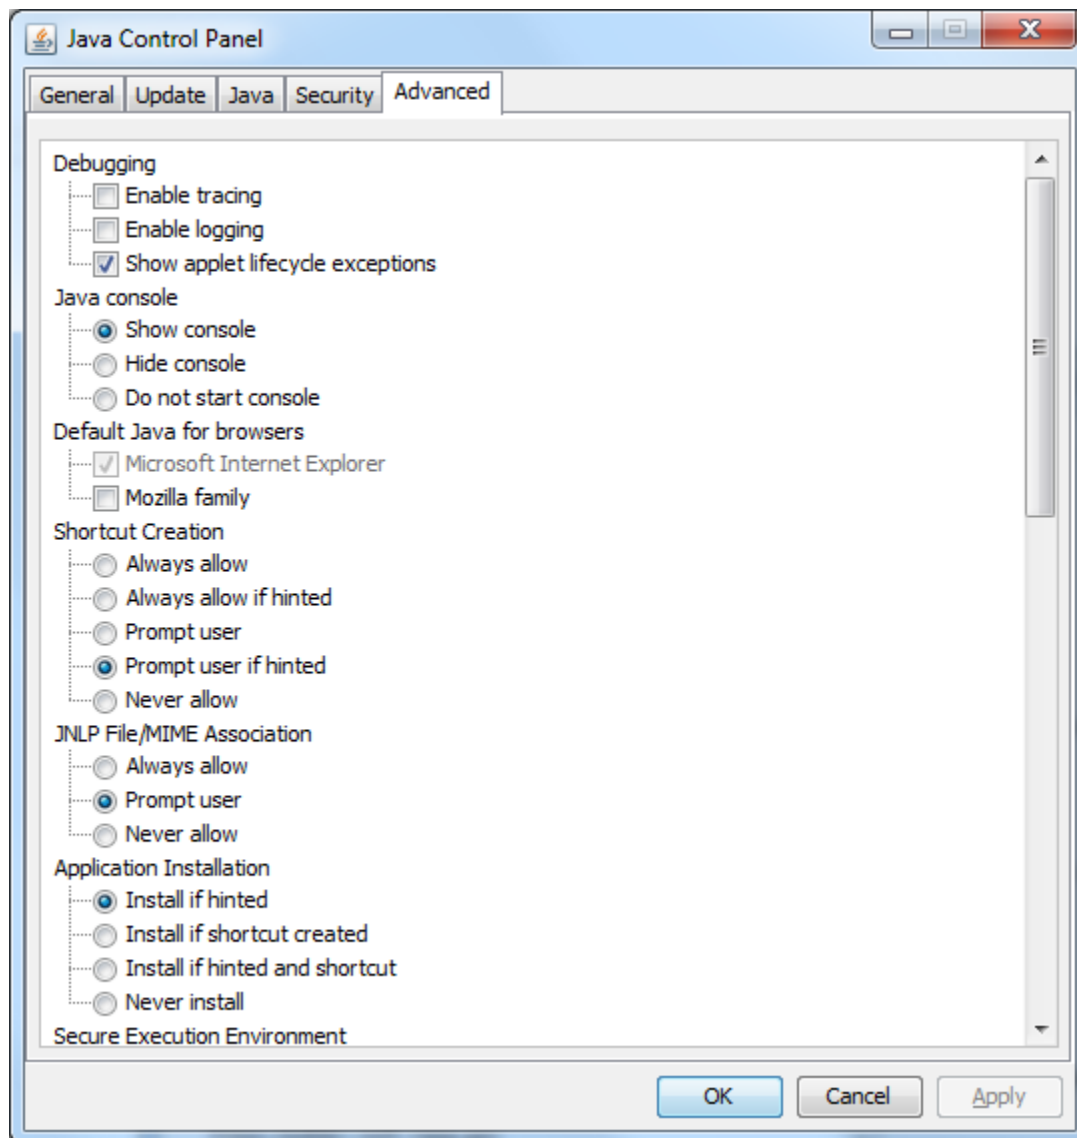 Java Control Panel
General Update Java Security Advanced
Debugging
Enable tracing
Enable logging
Show applet lifecycle exceptions
Java console
Show console
Hide console
Do not start console
Default Java for browsers
Microsoft Internet Explorer
Mozilla family
Shortcut Creation
Always allow
Always allow if hinted
Prompt user
Prompt user if hinted
Never allow
JNLP File/MIME Association
Always allow
Prompt user
Never allow
Application Installation
Install if hinted
Install if shortcut created
Install if hinted and shortcut
Never install
Secure Execution Environment
OK Cancel Apply